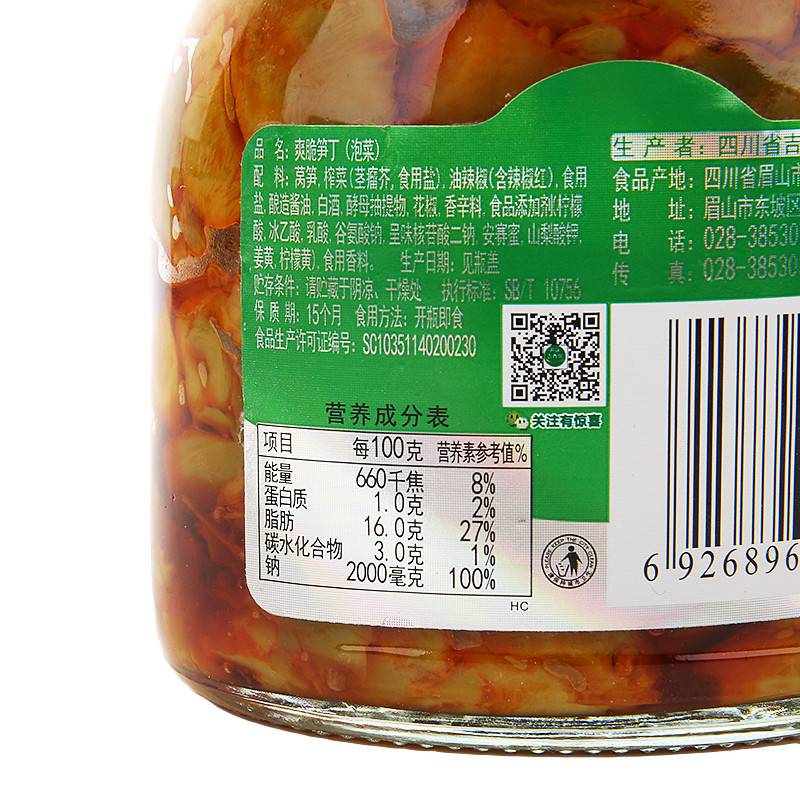 品 名：爽脆笋丁（泡菜）
配 料：莴笋，榨菜（茎瘤芥，食用盐），油辣椒（含辣椒红），食用
盐，酿造酱油，白酒，酵母抽提物，花椒，香辛料，食品添加剂（柠檬
酸，冰乙酸，乳酸，谷氨酸钠，呈味核苷酸二钠，安赛蜜，山梨酸钾，
姜黄，柠檬黄），食用香料。 生产日期：见瓶盖
贮存条件：请贮藏于阴凉、干燥处 执行标准：SB/T 10756
保 质 期：15个月 食用方法：开瓶即食
食品生产许可证编号：SC10351140200230
关注有惊喜
营养成分表
项目 每100克 营养素参考值%
能量 660千焦 8%
蛋白质 1.0克 2%
脂肪 16.0克 27%
碳水化合物 3.0克 1%
钠 2000毫克 100%
HC
生 产 者：四川省吉
食品产地：四川省眉山市
地 址：眉山市东坡区
电 话：028-38530
传 真：028-38530
6 926896